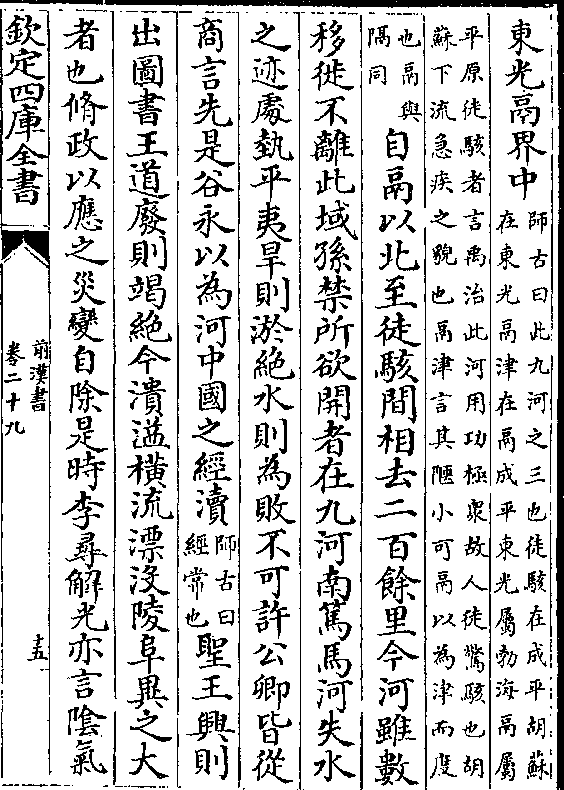 東光鬲界中師古曰此九河之三也徒駭在成平胡蘇
在東光鬲津在鬲成平東光屬勃海鬲屬
平原徒駭者言禹治此河用功極衆故人徒驚駭也胡
蘇下流急疾之貌也鬲津言其陿小可鬲以為津而度
也鬲與
隔同
自鬲以北至徒駭間相去二百餘里今河雖數
移徙不離此域孫禁所欲開者在九河南篤馬河失水
之迹處埶平夷旱則淤絕水則為敗不可許公卿皆從
商言先是谷永以為河中國之經瀆師古曰
經常也
聖王興則
出圖書王道廢則竭絕今潰溢橫流漂沒陵阜異之大
者也脩政以應之災變自除是時李尋解光亦言隂氣
欽定四庫全書
前漢書
卷二十九
十五